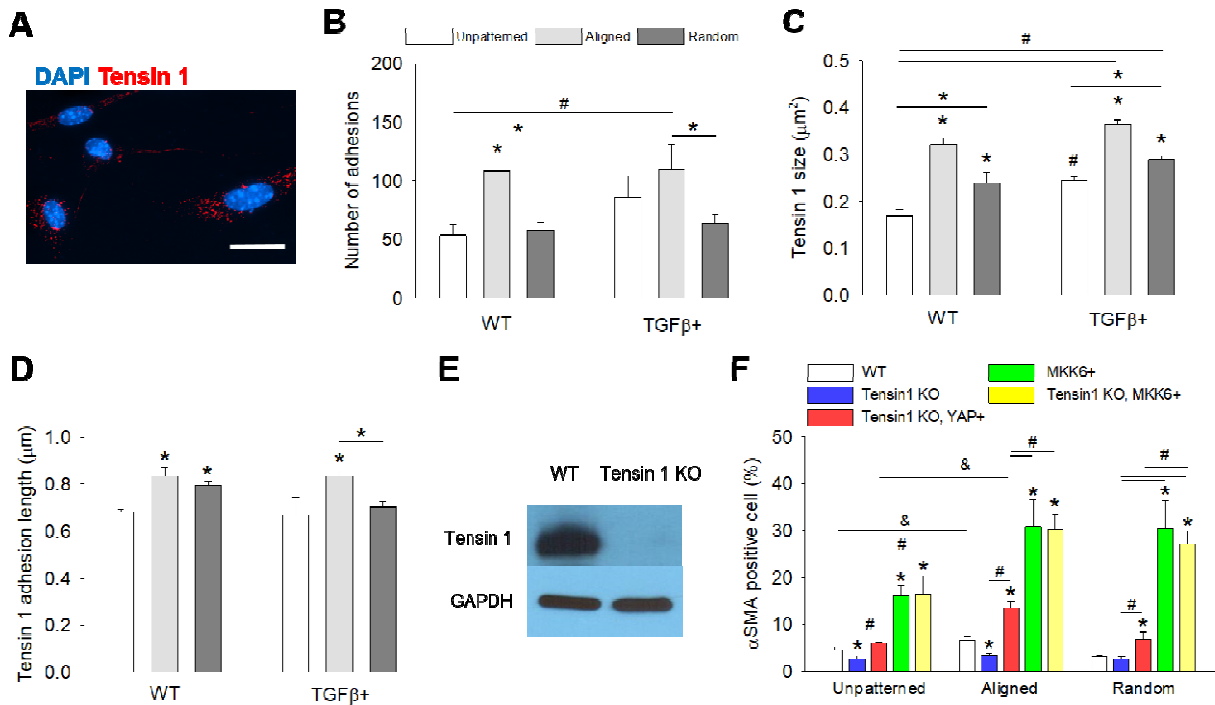 A
DAPI Tensin 1
B
Unpatterned Aligned Random
Number of adhesions
200
150
100
50
0
#
*
*
*
WT TGFβ+
C
Tensin 1 size (μm²)
0.5
0.4
0.3
0.2
0.1
0.0
#
*
*
*
*
*
#
*
WT TGFβ+
D
Tensin 1 adhesion length (μm)
1.0
0.8
0.6
0.4
0.2
0.0
* *
*
*
WT TGFβ+
E
WT Tensin 1 KO
Tensin 1
GAPDH
F
WT
Tensin1 KO
Tensin1 KO, YAP+
MKK6+
Tensin1 KO, MKK6+
αSMA positive cell (%)
50
40
30
20
10
0
&
&
#
* *
#
*
#
* *
#
*
*
#
* *
#
*
Unpatterned Aligned Random